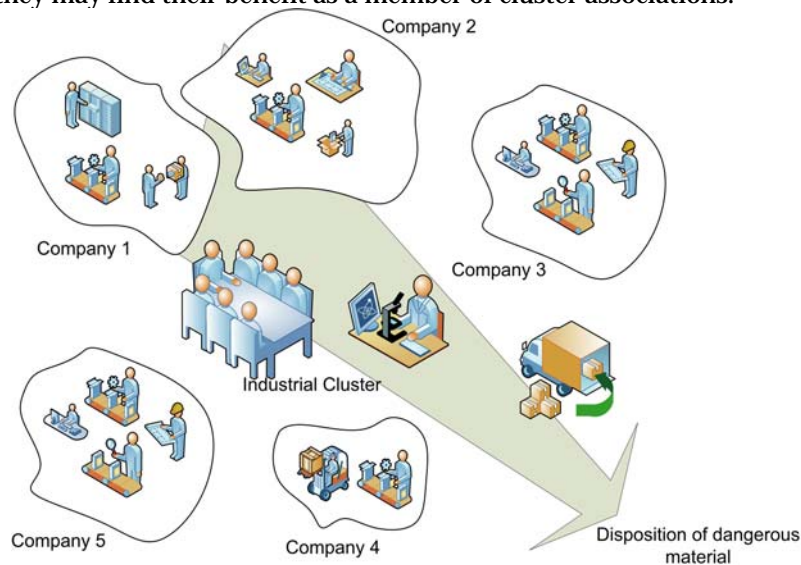 they may find their benefit as a member of cluster associations.
Company 2
Company 1
Company 3
Industrial Cluster
Company 5
Company 4
Disposition of dangerous
material